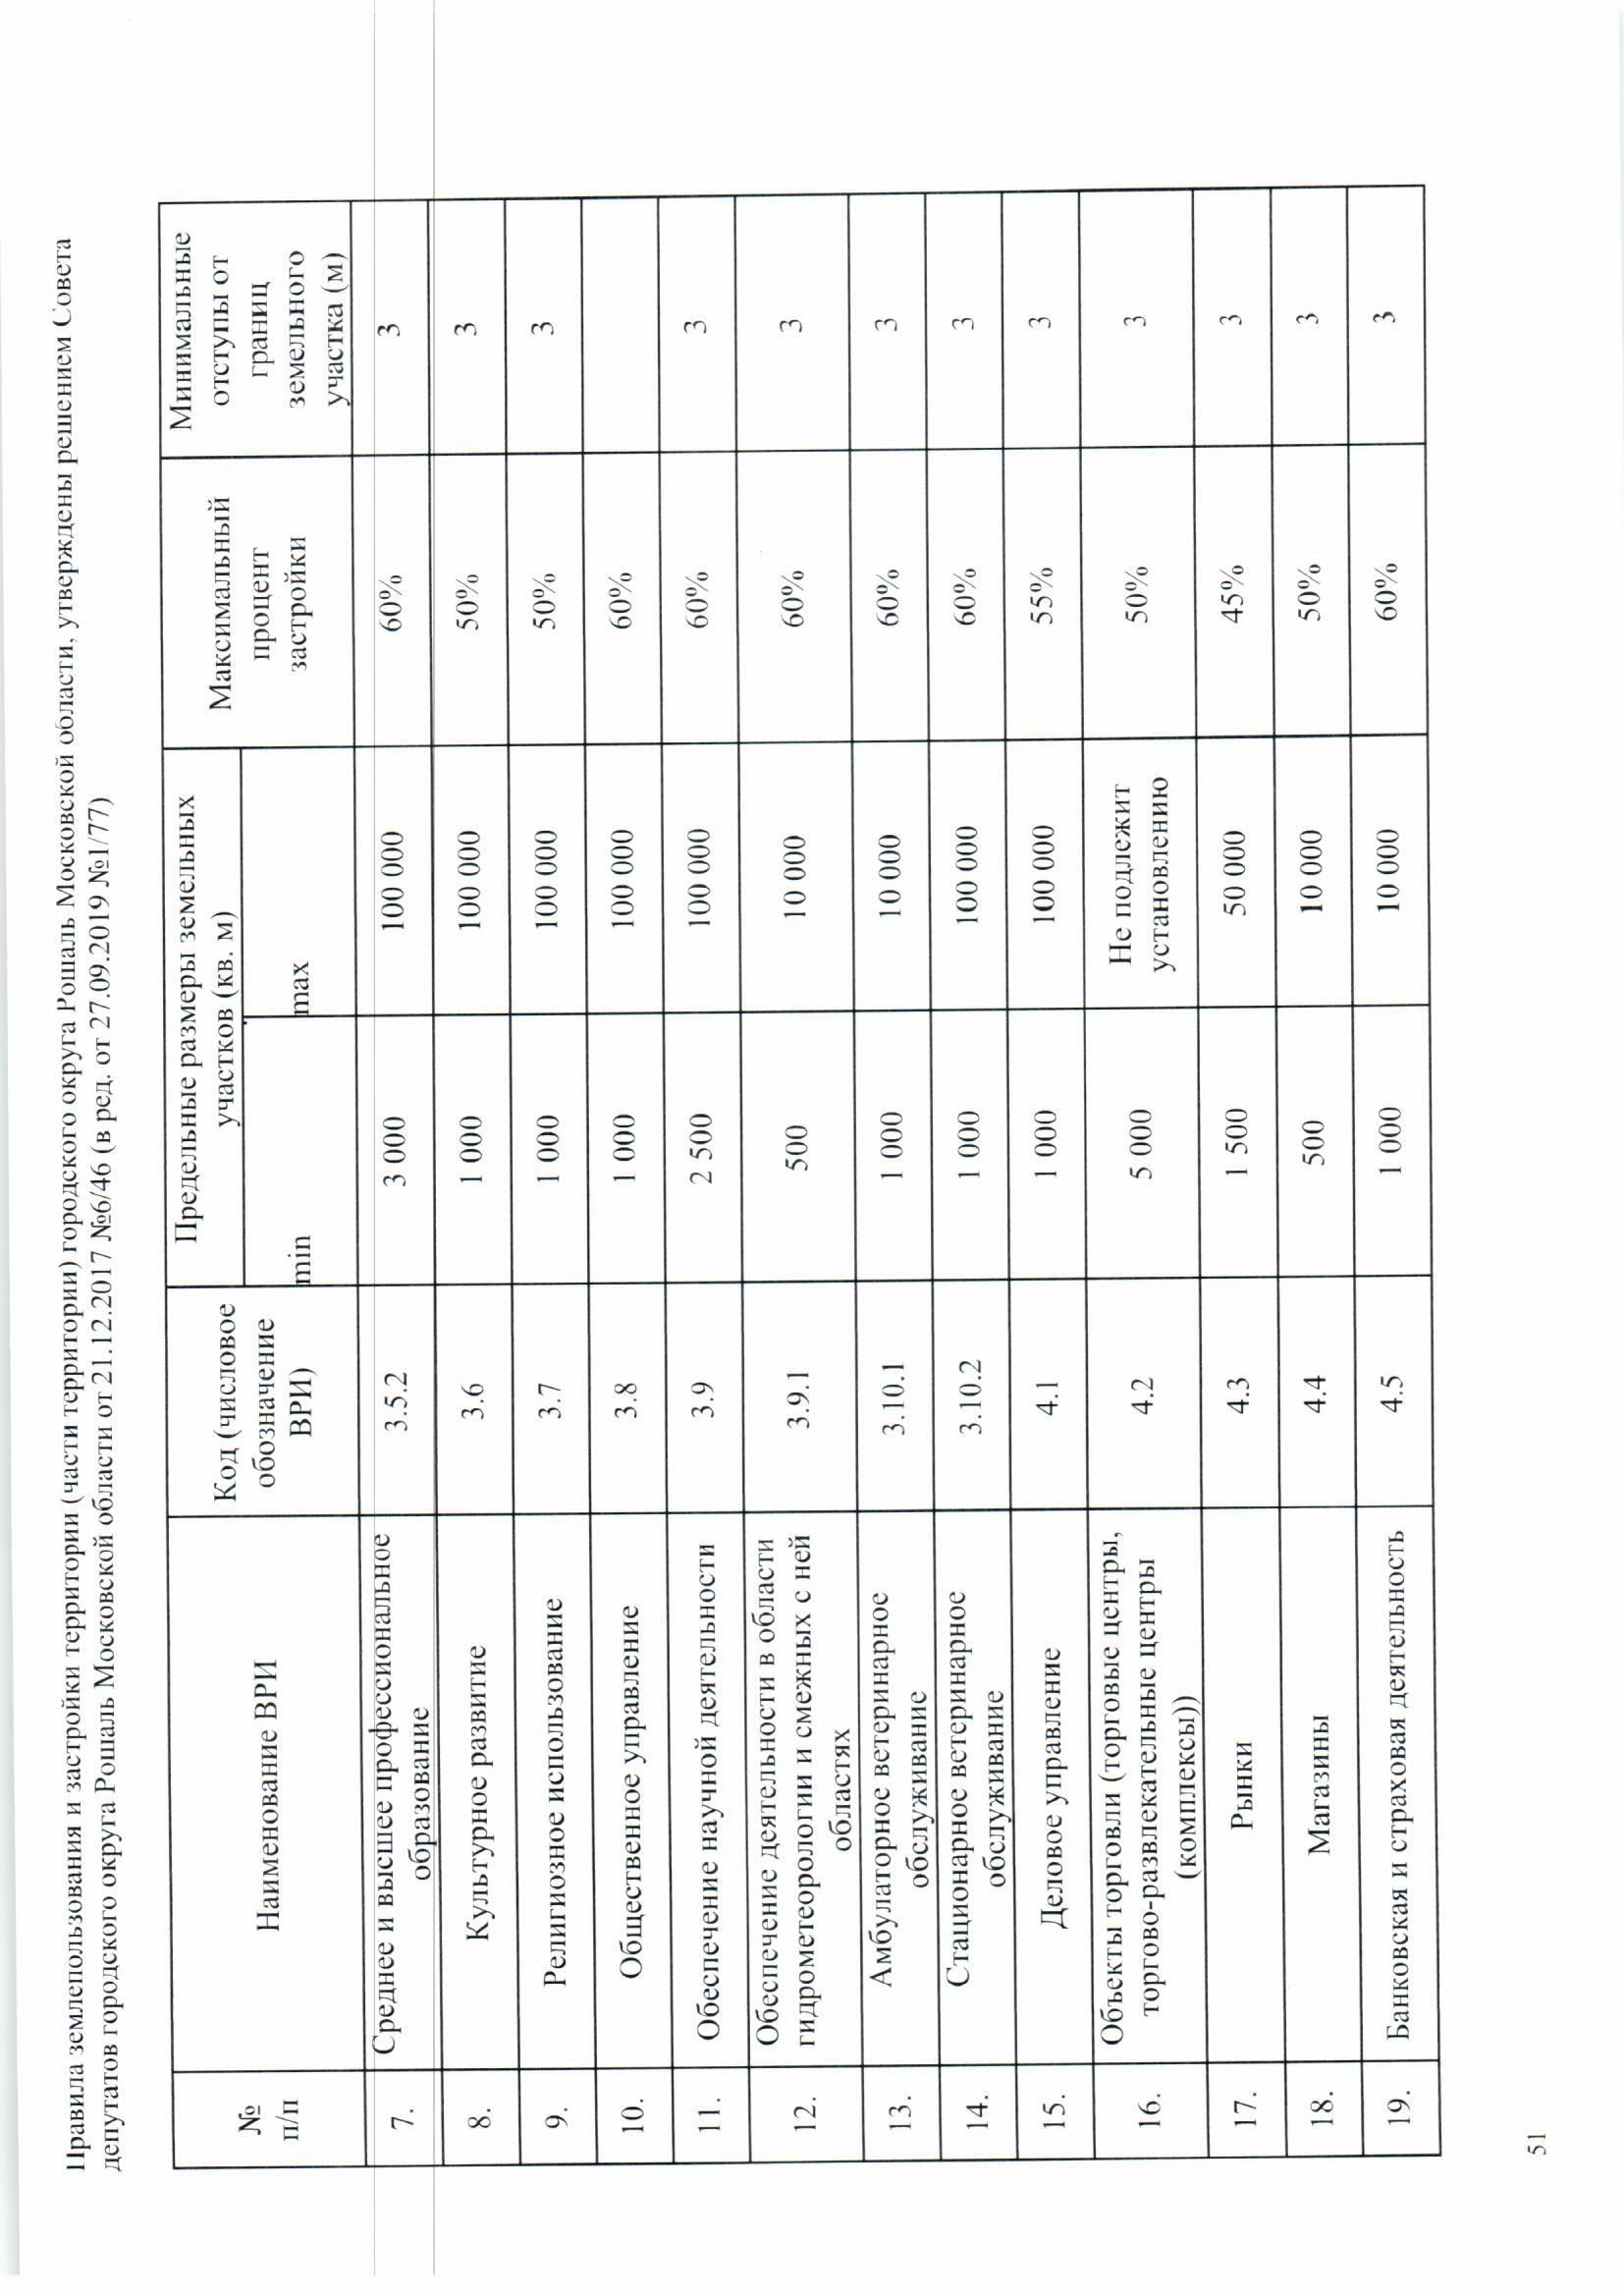 Правила землепользования и застройки территории (части территории) городского округа Рошаль Московской области, утверждены решением Совета
депутатов городского округа Рошаль Московской области от 21.12.2017 №6/46 (в ред. от 27.09.2019 №1/77)
№
п/п
Наименование ВРИ
Код (числовое
обозначение
ВРИ)
Предельные размеры земельных
участков (кв. м)
min
max
Максимальный
процент
застройки
Минимальные
отступы от
границ
земельного
участка (м)
7. Среднее и высшее профессиональное 3.5.2 3 000 100 000 60% 3
образование
8. Культурное развитие 3.6 1 000 100 000 50% 3
9. Религиозное использование 3.7 1 000 100 000 50% 3
10. Общественное управление 3.8 1 000 100 000 60%
11. Обеспечение научной деятельности 3.9 2 500 100 000 60% 3
Обеспечение деятельности в области
12. гидрометеорологии и смежных с ней 3.9.1 500 10 000 60% 3
областях
13. Амбулаторное ветеринарное 3.10.1 1 000 10 000 60% 3
обслуживание
14. Стационарное ветеринарное 3.10.2 1 000 100 000 60% 3
обслуживание
15. Деловое управление 4.1 1 000 100 000 55% 3
Объекты торговли (торговые центры, Не подлежит
16. торгово-развлекательные центры 4.2 5 000 установлению 50% 3
(комплексы))
17. Рынки 4.3 1 500 50 000 45% 3
18. Магазины 4.4 500 10 000 50% 3
19. Банковская и страховая деятельность 4.5 1 000 10 000 60% 3
51